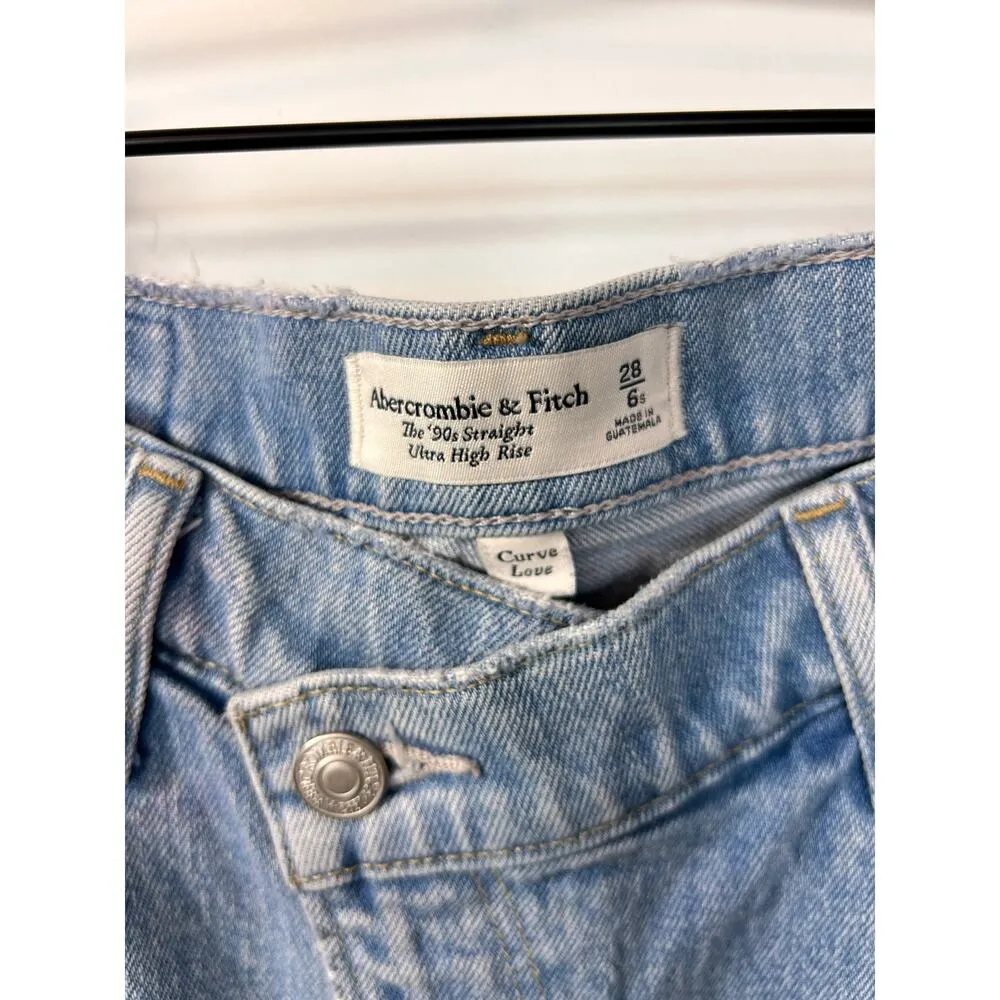 Abercrombie & Fitch
The '90s Straight
Ultra High Rise
28
6s
MADE IN
GUATEMALA
Curve
Love